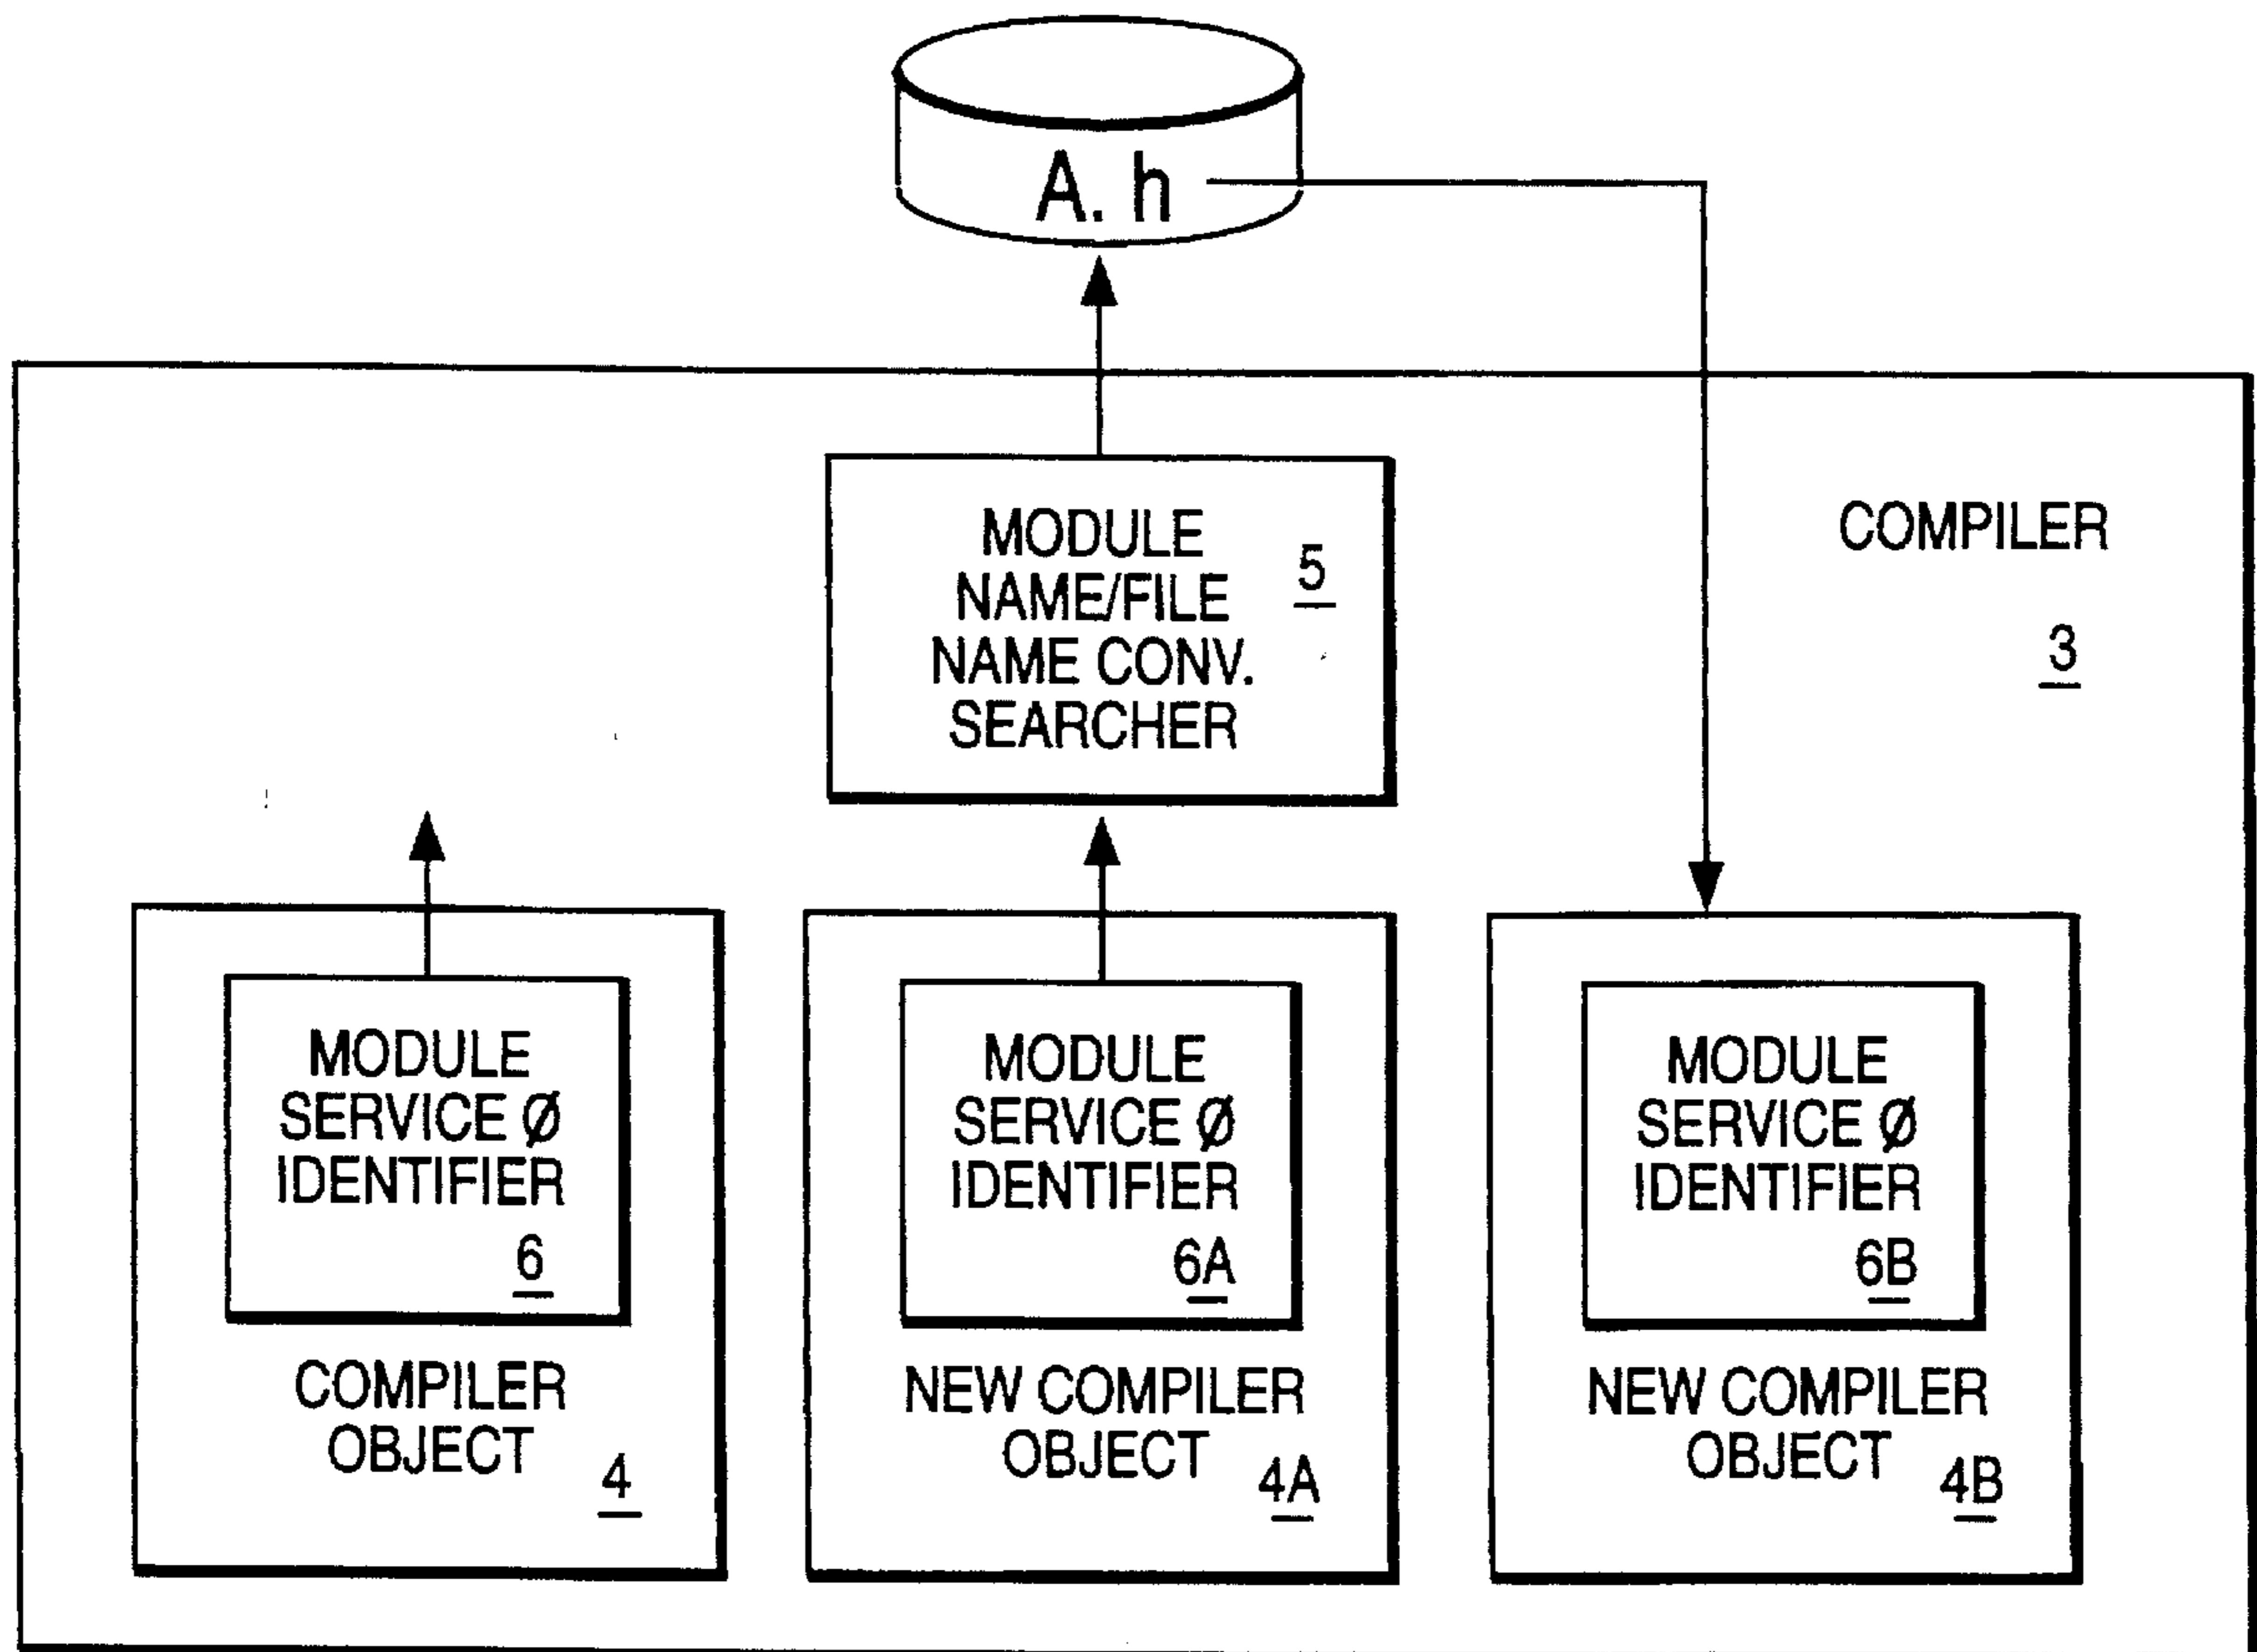 A. h
COMPILER
3
MODULE
NAME/FILE
NAME CONV.
SEARCHER
5
MODULE
SERVICE Ø
IDENTIFIER
6
COMPILER
OBJECT
4
MODULE
SERVICE Ø
IDENTIFIER
6A
NEW COMPILER
OBJECT
4A
MODULE
SERVICE Ø
IDENTIFIER
6B
NEW COMPILER
OBJECT
4B